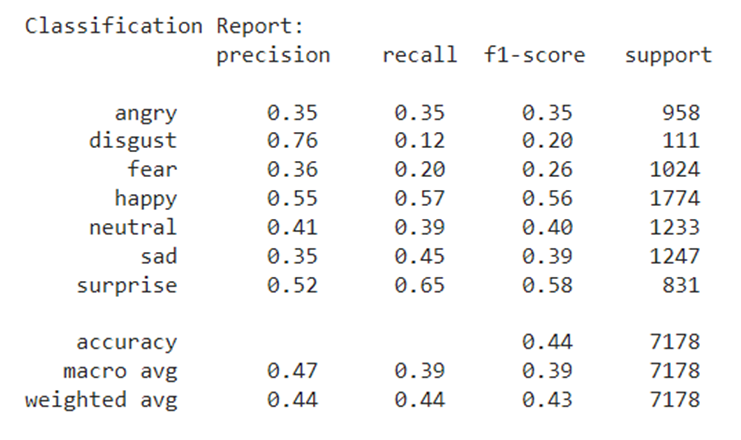 Classification Report:
precision recall f1-score support
angry 0.35 0.35 0.35 958
disgust 0.76 0.12 0.20 111
fear 0.36 0.20 0.26 1024
happy 0.55 0.57 0.56 1774
neutral 0.41 0.39 0.40 1233
sad 0.35 0.45 0.39 1247
surprise 0.52 0.65 0.58 831
accuracy 0.44 7178
macro avg 0.47 0.39 0.39 7178
weighted avg 0.44 0.44 0.43 7178